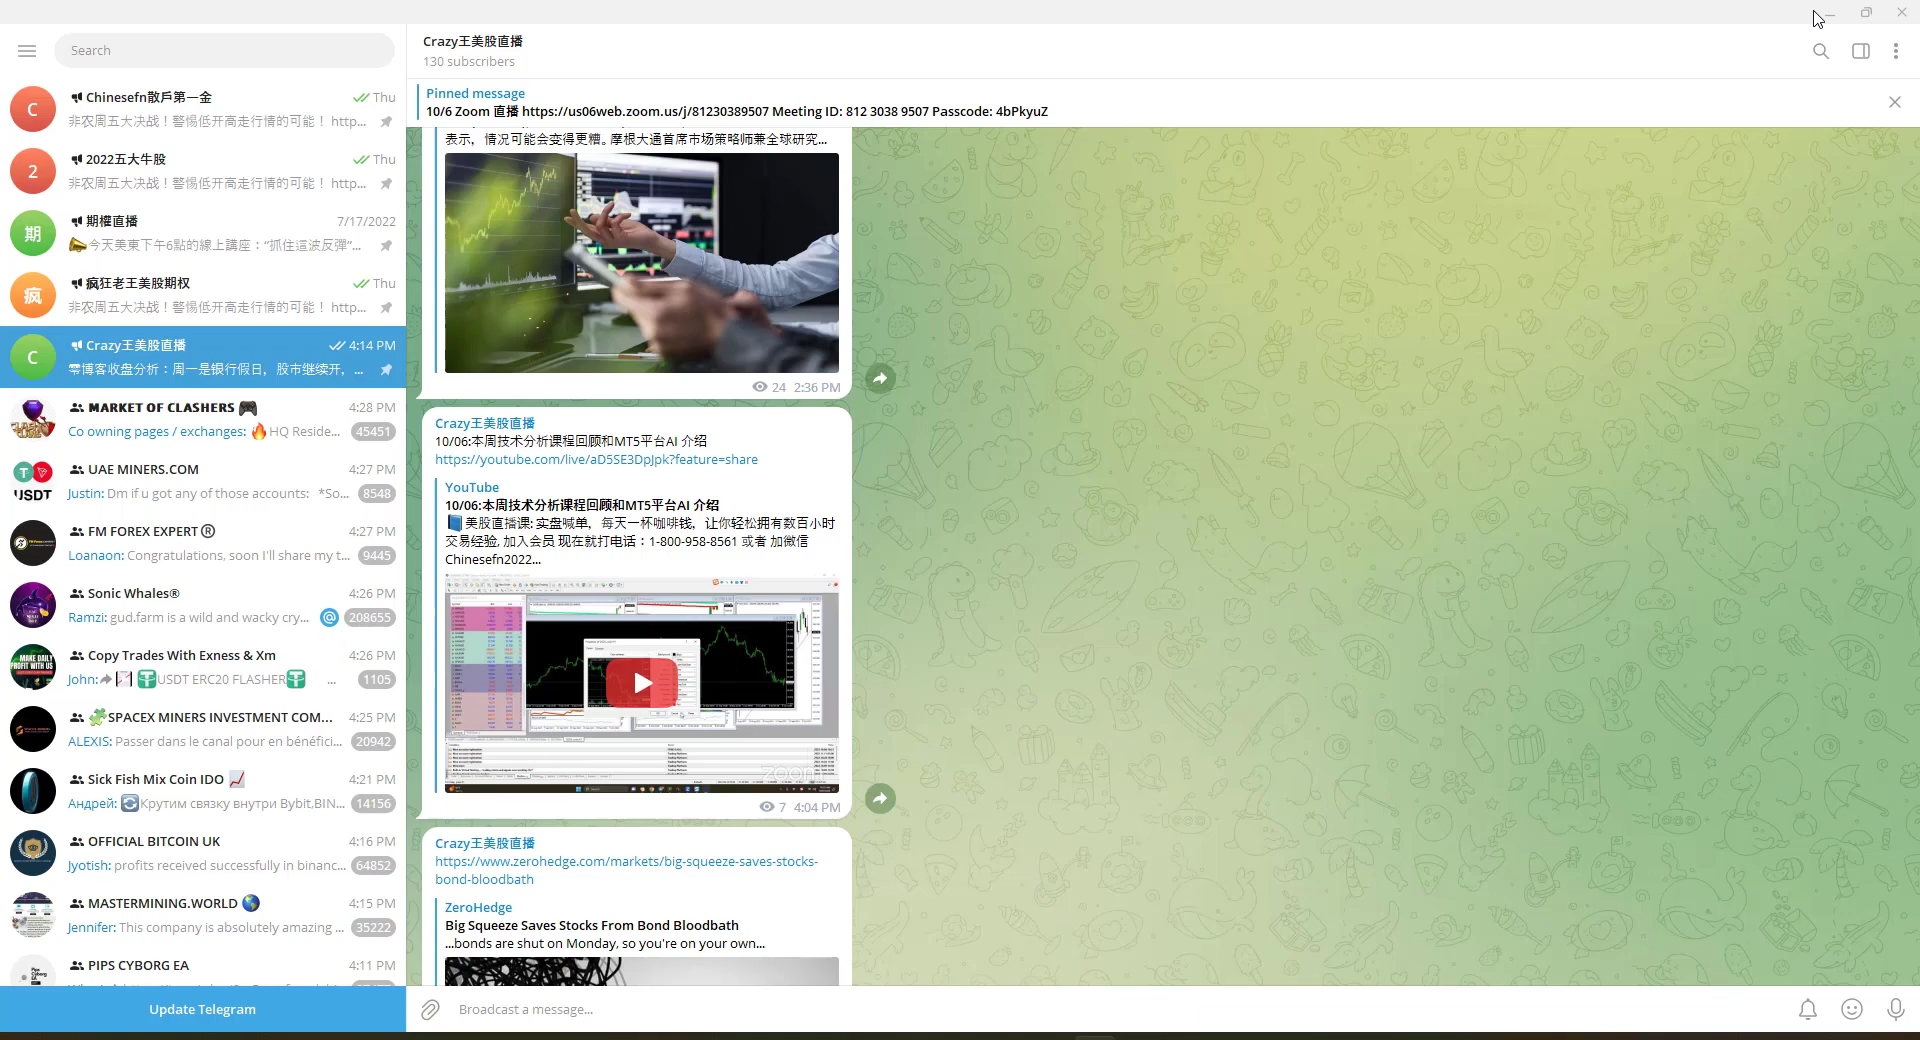 Search
Chinesefn散戶第一金
Thu
非农周五大决战！警惕低开高走行情的可能！ http...
2022五大牛股
Thu
非农周五大决战！警惕低开高走行情的可能！ http...
期權直播
7/17/2022
今天美東下午6點的線上講座：“抓住這波反彈”...
疯狂老王美股期权
Thu
非农周五大决战！警惕低开高走行情的可能！ http...
Crazy王美股直播
4:14 PM
零博客收盘分析：周一是银行假日，股市继续开，...
MARKET OF CLASHERS
4:28 PM
Co owning pages / exchanges: HQ Reside...
45451
UAE MINERS.COM
4:27 PM
Justin: Dm if u got any of those accounts: *So...
8548
FM FOREX EXPERT®
4:27 PM
Loanaon: Congratulations, soon I'll share my t...
9445
Sonic Whales®
4:26 PM
Ramzi: gud.farm is a wild and wacky cry...
208655
Copy Trades With Exness & Xm
4:26 PM
John: USDT ERC20 FLASHER ...
1105
SPACEX MINERS INVESTMENT COM...
4:25 PM
ALEXIS: Passer dans le canal pour en bénéfici...
20942
Sick Fish Mix Coin IDO
4:21 PM
Андрей: Крутим связку внутри Bybit.BIN...
14156
OFFICIAL BITCOIN UK
4:16 PM
Jyotish: profits received successfully in binanc...
64852
MASTERMINING.WORLD
4:15 PM
Jennifer: This company is absolutely amazing ...
35222
PIPS CYBORG EA
4:11 PM
Update Telegram
C
2
期
疯
C
USDT
MAKE DAILY
PROFIT WITH US
Crazy王美股直播
130 subscribers
Pinned message
10/6 Zoom 直播 https://us06web.zoom.us/j/81230389507 Meeting ID: 812 3038 9507 Passcode: 4bPkyuZ
表示，情况可能会变得更糟。摩根大通首席市场策略师兼全球研究...
24 2:36 PM
Crazy王美股直播
10/06:本周技术分析课程回顾和MT5平台AI 介绍
https://youtube.com/live/aD5SE3DpJpk?feature=share
YouTube
10/06:本周技术分析课程回顾和MT5平台AI 介绍
美股直播课: 实盘喊单，每天一杯咖啡钱，让你轻松拥有数百小时
交易经验, 加入会员 现在就打电话：1-800-958-8561 或者 加微信
Chinesefn2022...
zoom
7 4:04 PM
Crazy王美股直播
https://www.zerohedge.com/markets/big-squeeze-saves-stocks-
bond-bloodbath
ZeroHedge
Big Squeeze Saves Stocks From Bond Bloodbath
...bonds are shut on Monday, so you're on your own...
Broadcast a message...